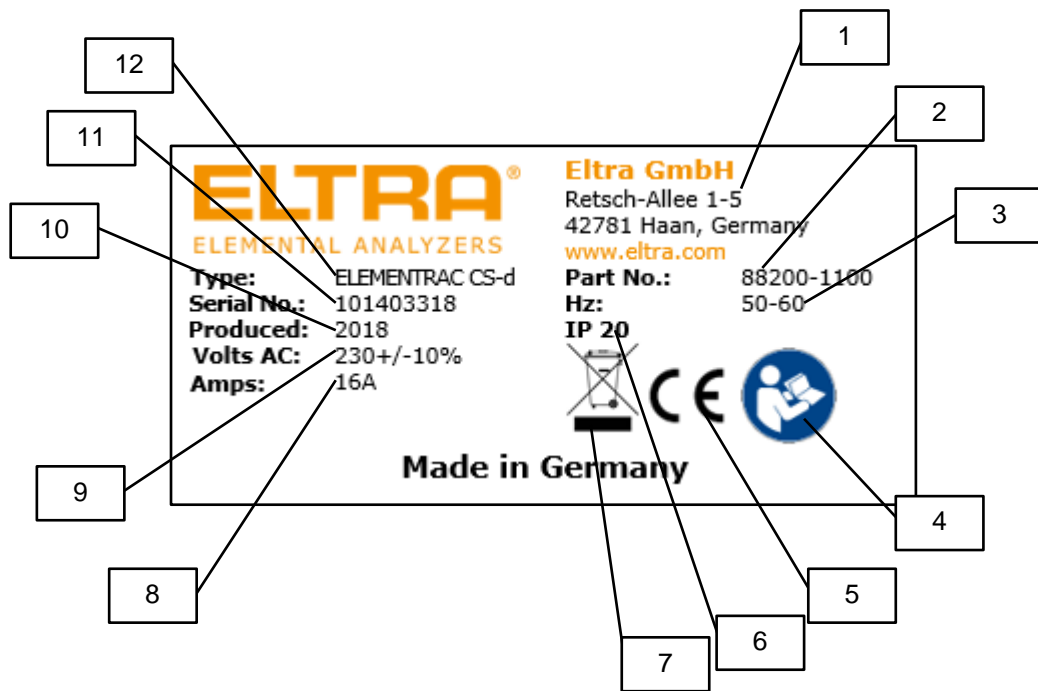 12
1
11
2
10
3
ELTRA®
ELEMENTAL ANALYZERS
Eltra GmbH
Retsch-Allee 1-5
42781 Haan, Germany
www.eltra.com
Type: ELEMENTRAC CS-d
Serial No.: 101403318
Produced: 2018
Volts AC: 230+/-10%
Amps: 16A
Part No.: 88200-1100
Hz: 50-60
IP 20
CE
Made in Germany
9
4
8
5
7
6